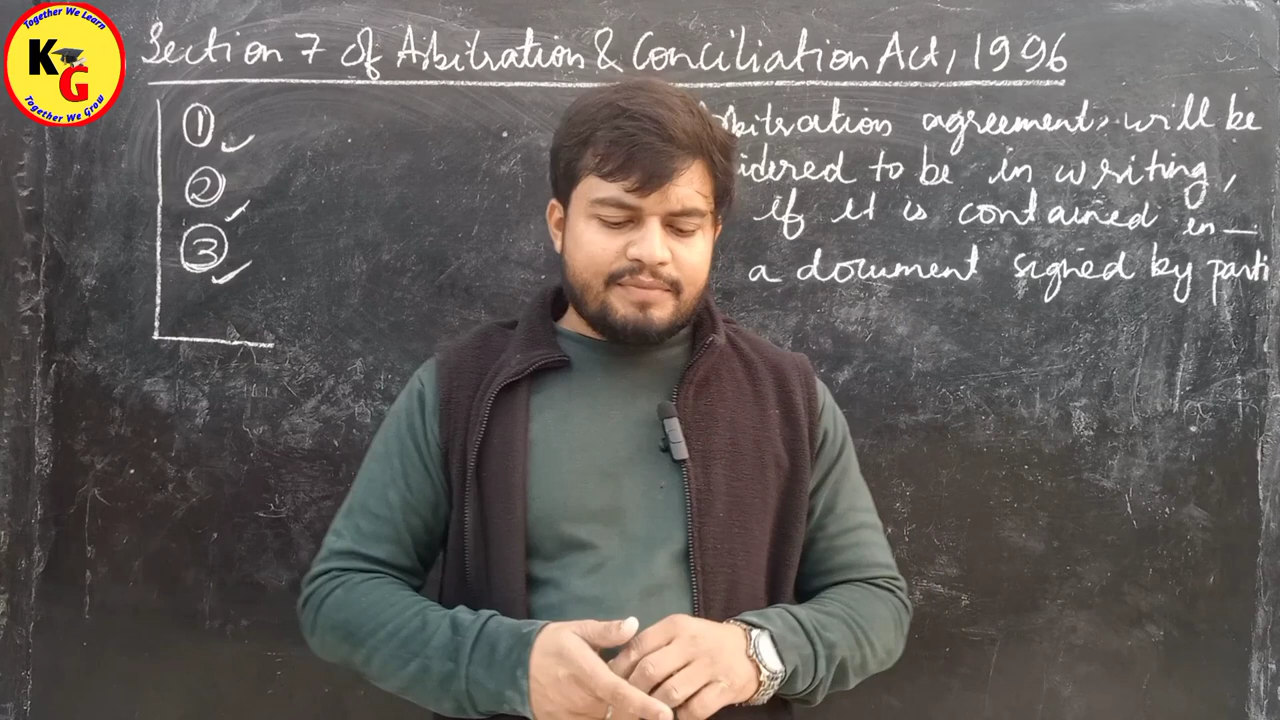 Together We Learn
KG
Together We Grow
Section 7 of Arbitration & Conciliation Act, 1996
①
②
③
agreement, will be
to be in writing,
if it is contained in —
a document signed by